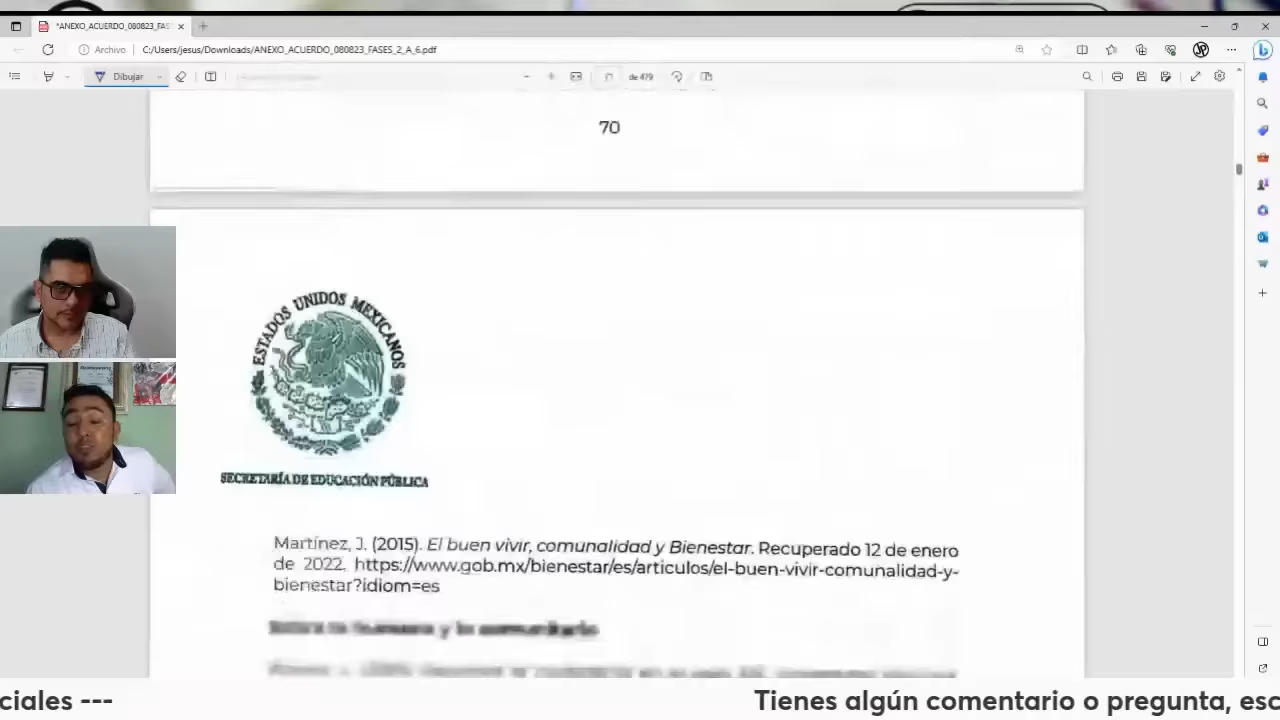 *ANEXO_ACUERDO_080823_FAS
Archivo
C:/Users/jesus/Downloads/ANEXO_ACUERDO_080823_FASES_2_A_6.pdf
Dibujar
de 479
70
ESTADOS UNIDOS MEXICANOS
SECRETARÍA DE EDUCACIÓN PÚBLICA
Martínez, J. (2015). El buen vivir, comunalidad y Bienestar. Recuperado 12 de enero
de 2022, https://www.gob.mx/bienestar/es/articulos/el-buen-vivir-comunalidad-y-
bienestar?idiom=es
ciales --- Tienes algún comentario o pregunta, esc